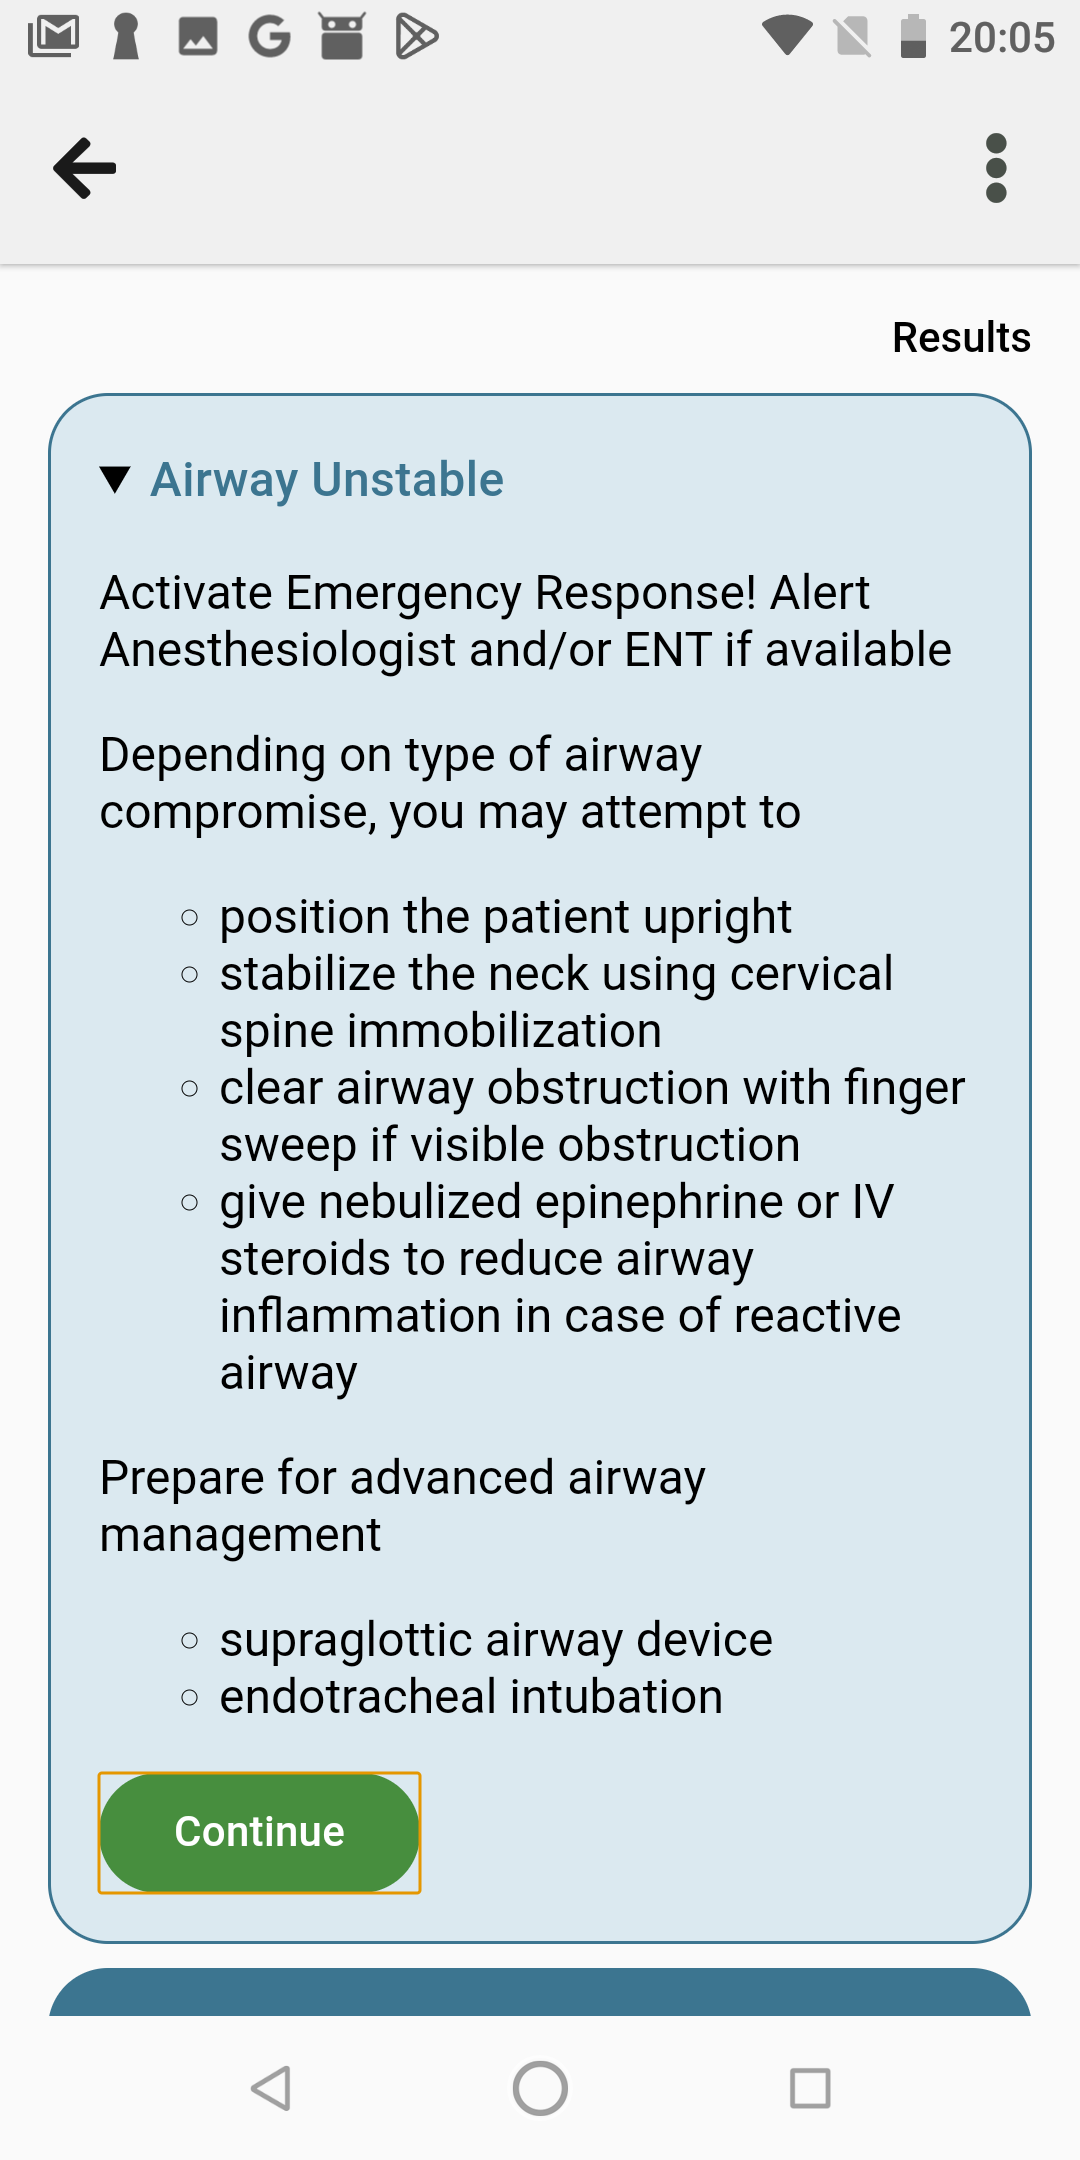 20:05
Results
Airway Unstable
Activate Emergency Response! Alert
Anesthesiologist and/or ENT if available
Depending on type of airway
compromise, you may attempt to
position the patient upright
stabilize the neck using cervical
spine immobilization
clear airway obstruction with finger
sweep if visible obstruction
give nebulized epinephrine or IV
steroids to reduce airway
inflammation in case of reactive
airway
Prepare for advanced airway
management
supraglottic airway device
endotracheal intubation
Continue